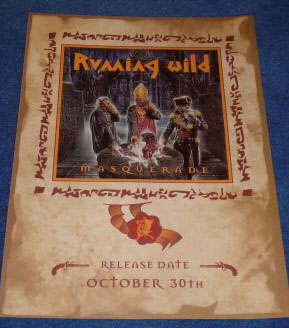 Running wild
MASQUERADE
RELEASE DATE
OCTOBER 30TH